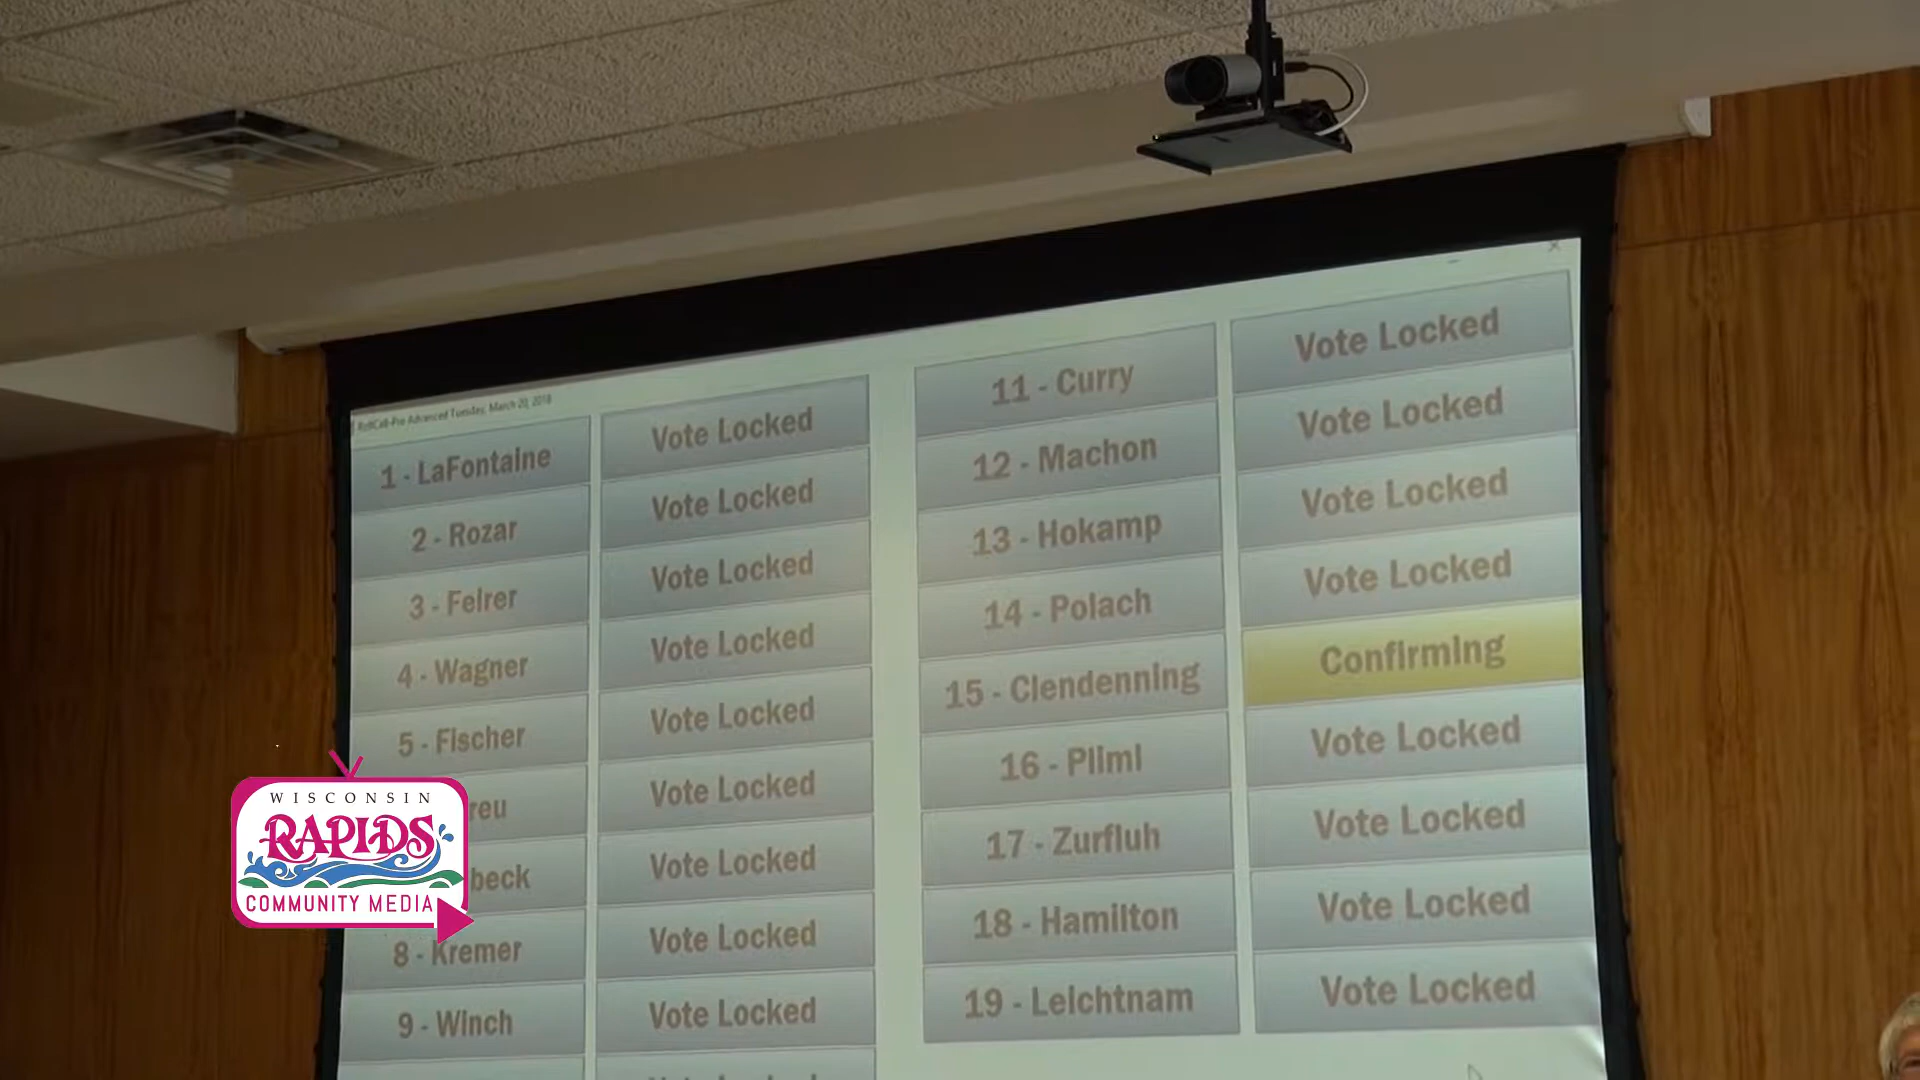 RollCall-Pro Advanced Tuesday, March 20, 2018
1 - LaFontaine Vote Locked
2 - Rozar Vote Locked
3 - Feirer Vote Locked
4 - Wagner Vote Locked
5 - Fischer Vote Locked
reu Vote Locked
beck Vote Locked
8 - Kremer Vote Locked
9 - Winch Vote Locked
11 - Curry Vote Locked
12 - Machon Vote Locked
13 - Hokamp Vote Locked
14 - Polach Vote Locked
15 - Clendenning Confirming
16 - Pliml Vote Locked
17 - Zurfluh Vote Locked
18 - Hamilton Vote Locked
19 - Leichtnam Vote Locked
WISCONSIN
RAPIDS
COMMUNITY MEDIA